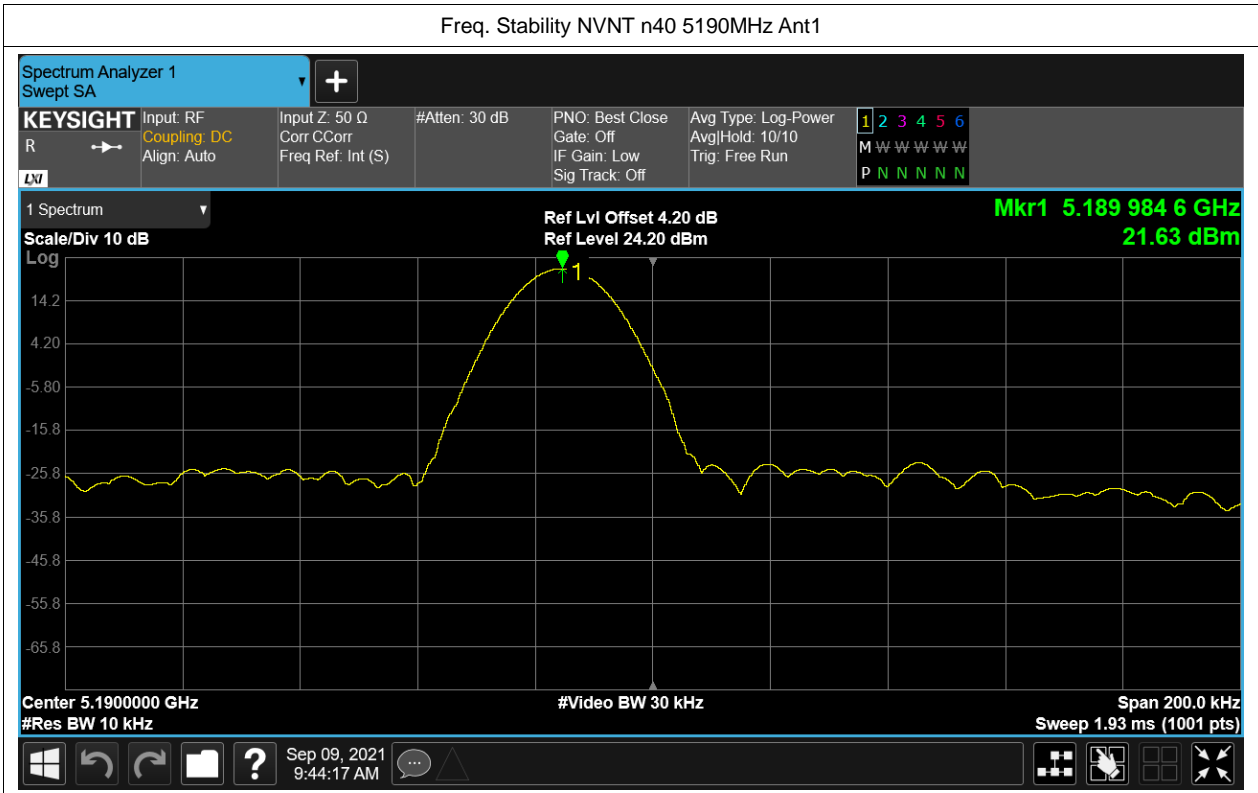 Freq. Stability NVNT n40 5190MHz Ant1
Spectrum Analyzer 1
Swept SA
KEYSIGHT
R
LXI
Input: RF
Coupling: DC
Align: Auto
Input Z: 50 Ω
Corr CCorr
Freq Ref: Int (S)
#Atten: 30 dB
PNO: Best Close
Gate: Off
IF Gain: Low
Sig Track: Off
Avg Type: Log-Power
Avg|Hold: 10/10
Trig: Free Run
1 2 3 4 5 6
M W W W W W
P N N N N N
1 Spectrum
Scale/Div 10 dB
Log
Ref Lvl Offset 4.20 dB
Ref Level 24.20 dBm
Mkr1 5.189 984 6 GHz
21.63 dBm
1
14.2
4.20
-5.80
-15.8
-25.8
-35.8
-45.8
-55.8
-65.8
Center 5.1900000 GHz
#Res BW 10 kHz
#Video BW 30 kHz
Span 200.0 kHz
Sweep 1.93 ms (1001 pts)
?
Sep 09, 2021
9:44:17 AM